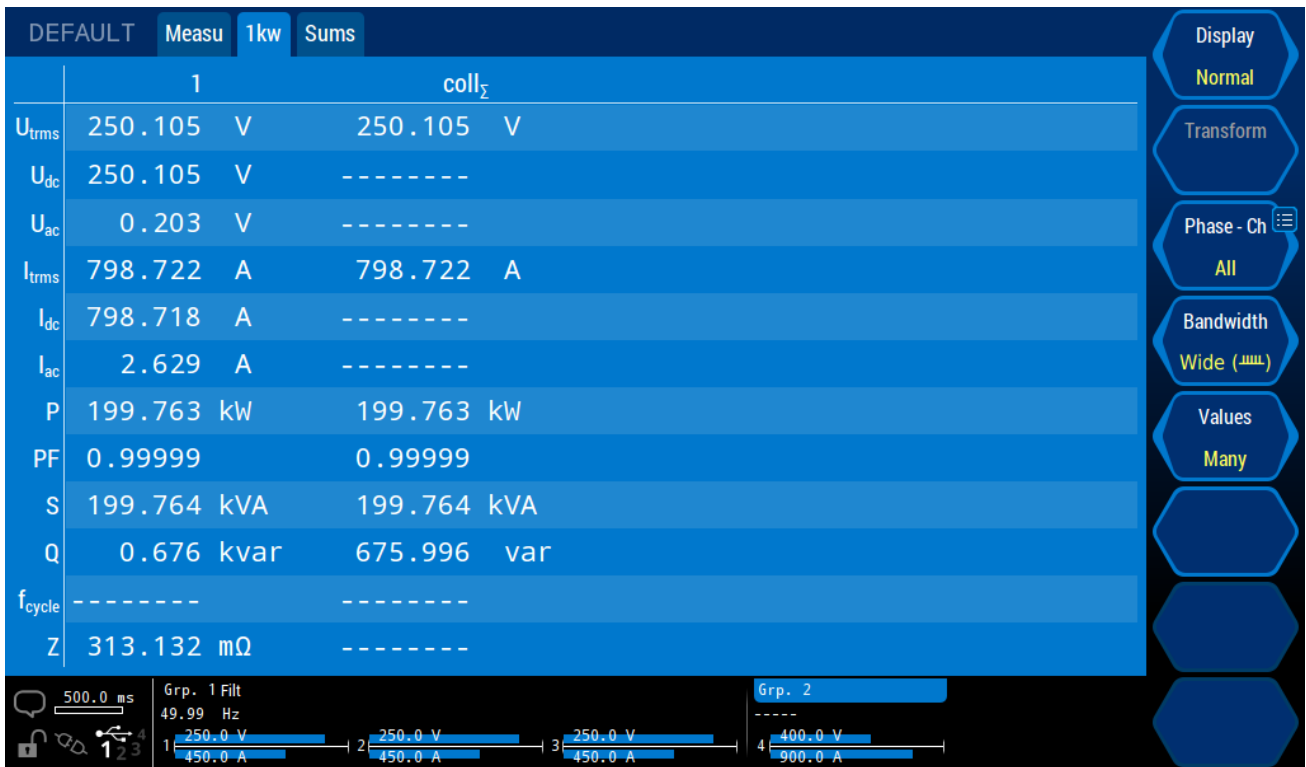 DEFAULT Measu 1kw Sums
1 collΣ
Utrms 250.105 V 250.105 V
Udc 250.105 V --------
Uac 0.203 V --------
Itrms 798.722 A 798.722 A
Idc 798.718 A --------
Iac 2.629 A --------
P 199.763 kW 199.763 kW
PF 0.99999 0.99999
S 199.764 kVA 199.764 kVA
Q 0.676 kvar 675.996 var
fcycle -------- --------
Z 313.132 mΩ --------
Display
Normal
Transform
Phase - Ch
All
Bandwidth
Wide ( )
Values
Many
500.0 ms
1 2 3 4
Grp. 1 Filt
49.99 Hz
1 250.0 V
450.0 A
2 250.0 V
450.0 A
3 250.0 V
450.0 A
Grp. 2
-----
4 400.0 V
900.0 A